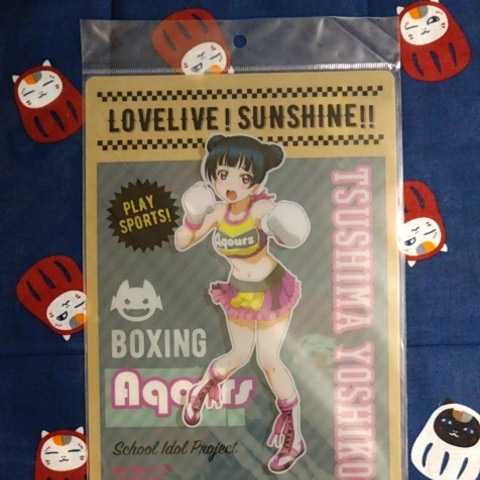 LOVELIVE! SUNSHINE!!
PLAY
SPORTS!
Aqours
TSUSHIMA YOSHIKO
BOXING
Aqours
School Idol Project